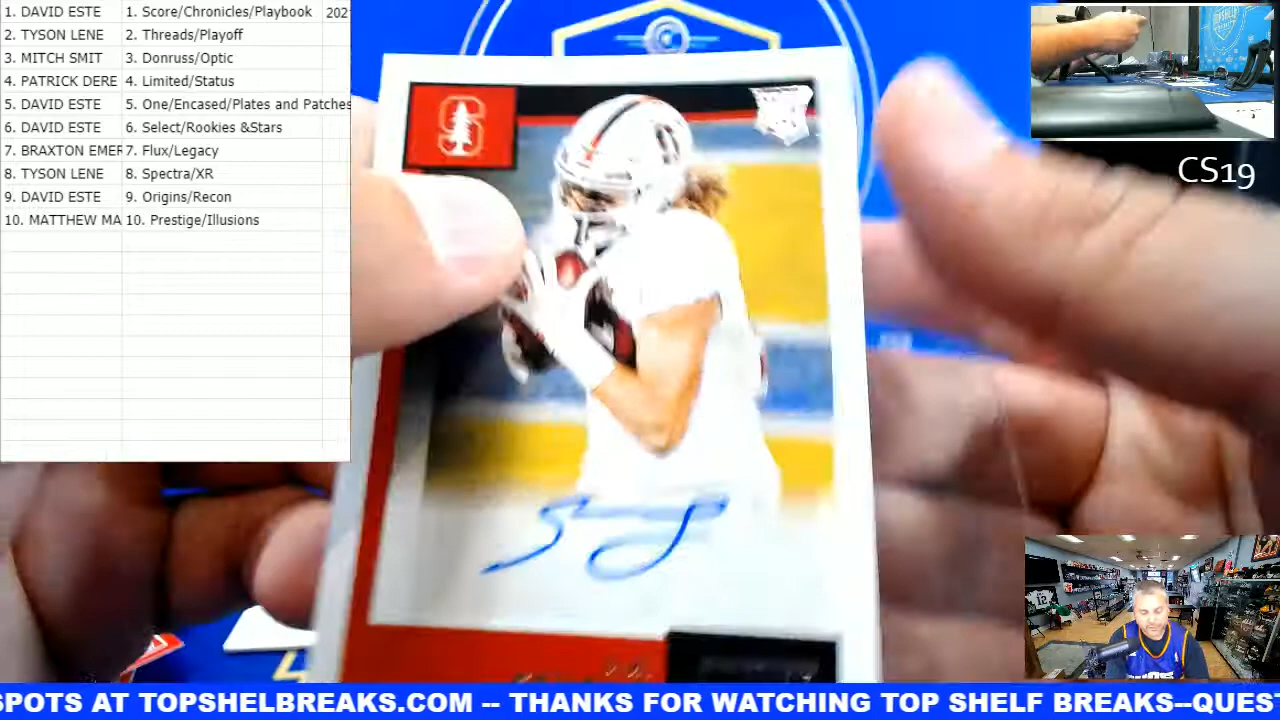 1. DAVID ESTE 1. Score/Chronicles/Playbook 202
2. TYSON LENE 2. Threads/Playoff
3. MITCH SMIT 3. Donruss/Optic
4. PATRICK DERE 4. Limited/Status
5. DAVID ESTE 5. One/Encased/Plates and Patches
6. DAVID ESTE 6. Select/Rookies &Stars
7. BRAXTON EMER 7. Flux/Legacy
8. TYSON LENE 8. Spectra/XR
9. DAVID ESTE 9. Origins/Recon
10. MATTHEW MA 10. Prestige/Illusions
CS19
SPOTS AT TOPSHELBREAKS.COM -- THANKS FOR WATCHING TOP SHELF BREAKS--QUES